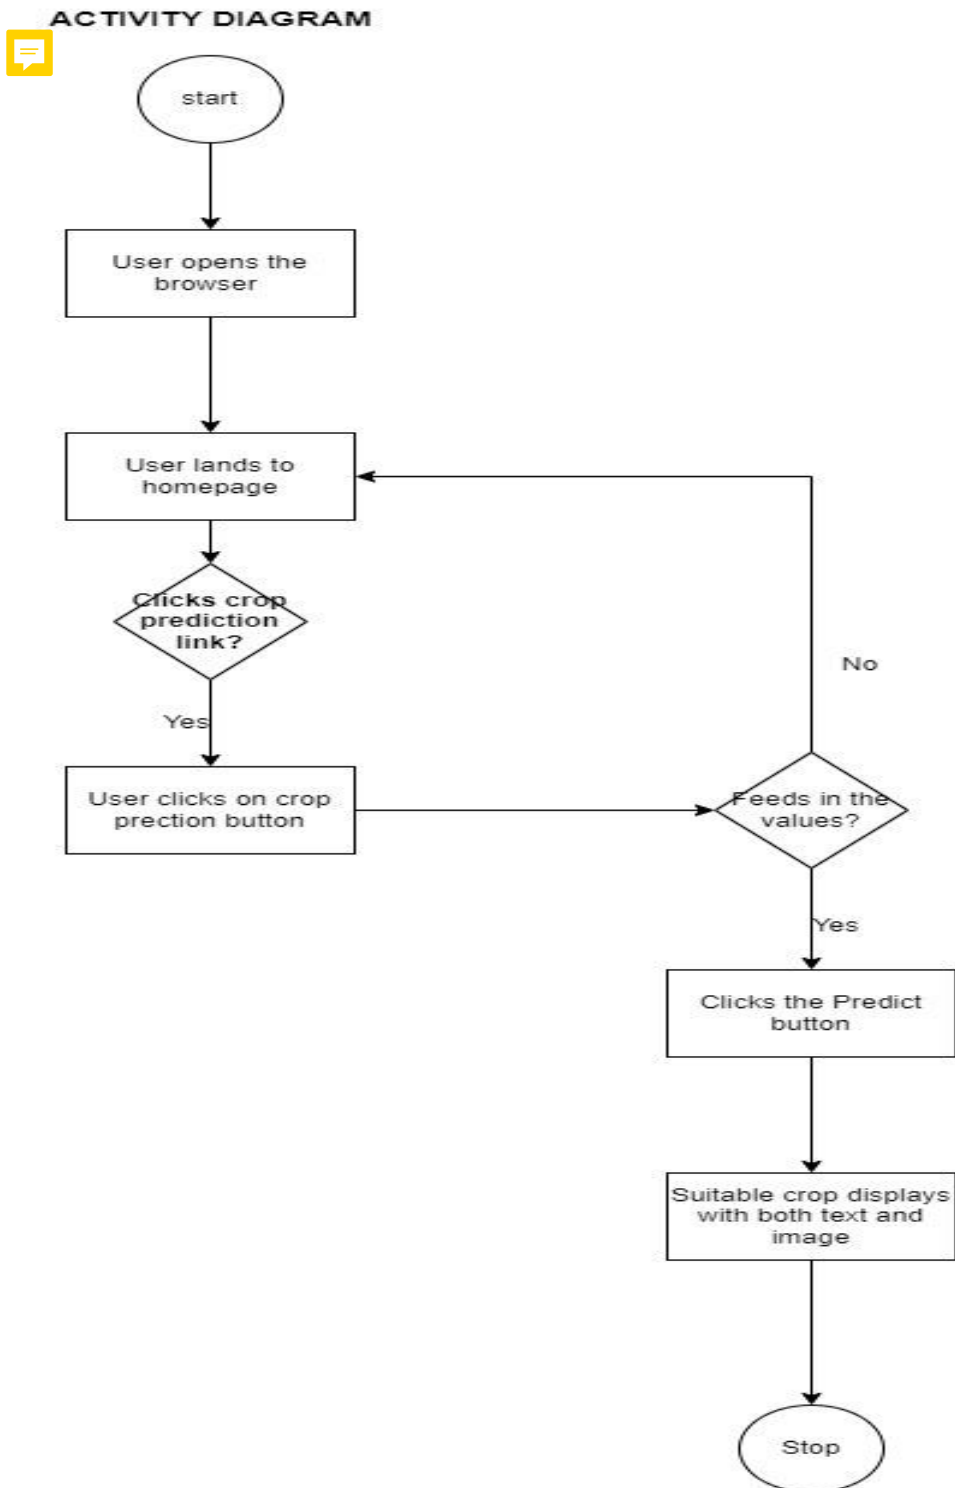 ACTIVITY DIAGRAM
start
User opens the
browser
User lands to
homepage
Clicks crop
prediction
link?
No
Yes
User clicks on crop
prection button
Feeds in the
values?
Yes
Clicks the Predict
button
Suitable crop displays
with both text and
image
Stop